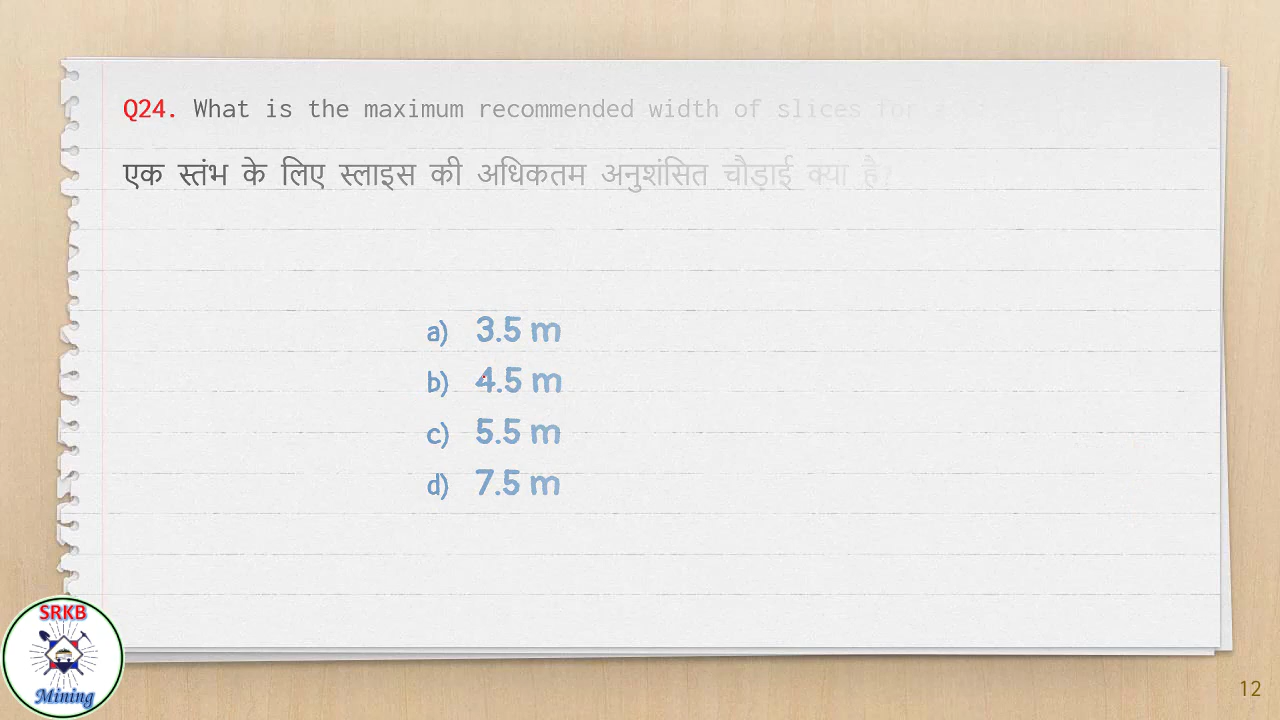 Q24. What is the maximum recommended width of slices for
एक स्तंभ के लिए स्लाइस की अधिकतम अनुशंसित चौड़ाई क्या है?
a) 3.5 m
b) 4.5 m
c) 5.5 m
d) 7.5 m
SRKB
Mining
12